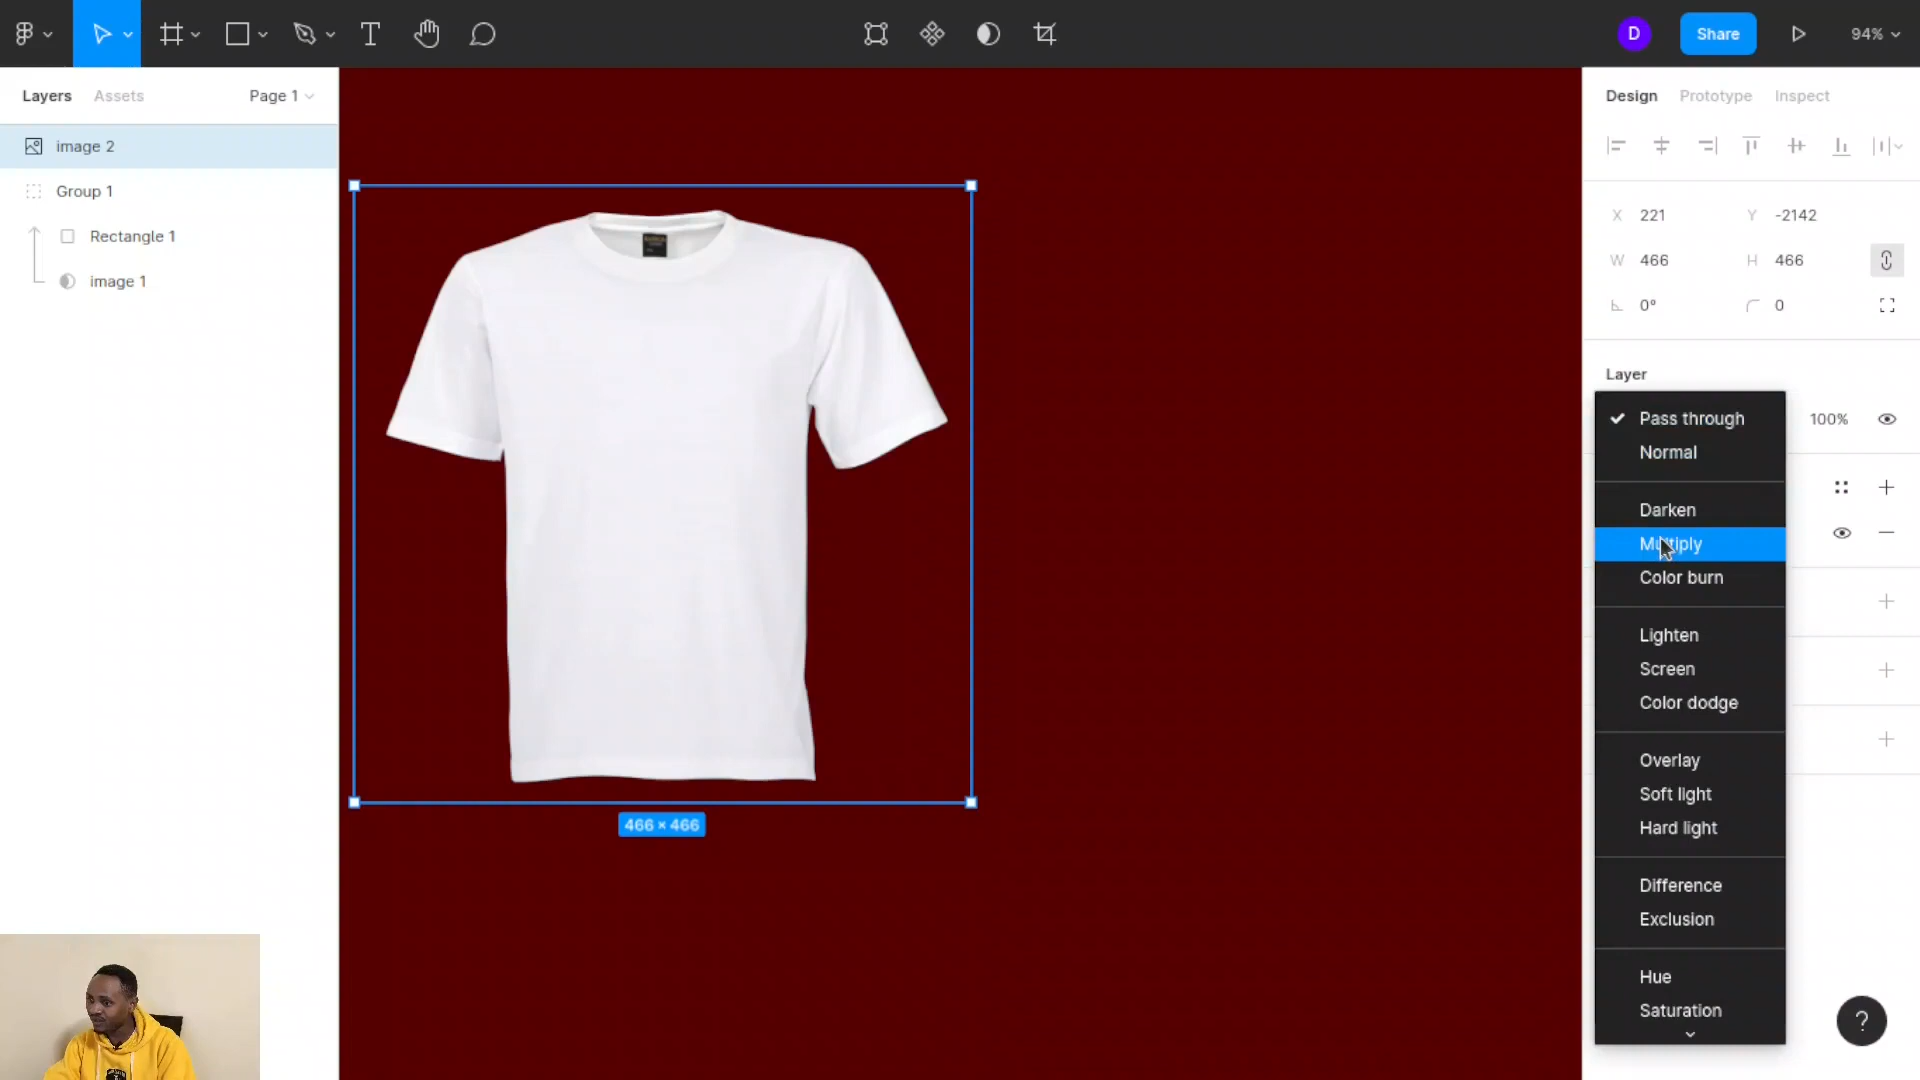 T
D
Share
94%
Layers
Assets
Page 1
Design
Prototype
Inspect
image 2
Group 1
Rectangle 1
image 1
X 221
Y -2142
W 466
H 466
0°
0
Layer
Pass through
100%
Normal
Darken
Multiply
Color burn
Lighten
Screen
Color dodge
Overlay
Soft light
Hard light
Difference
Exclusion
Hue
Saturation
466 × 466
?